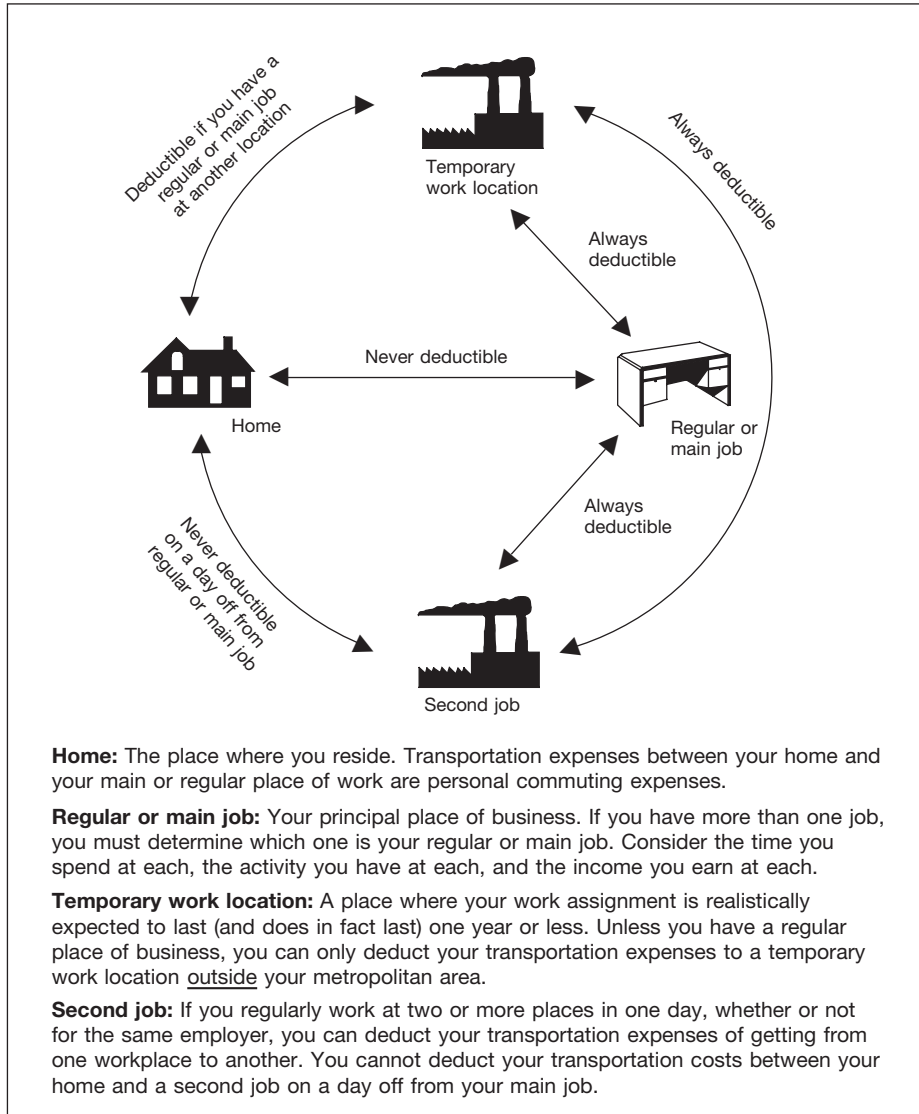 Deductible if you have a
regular or main job
at another location
Temporary
work location
Always deductible
Always
deductible
Never deductible
Home
Regular or
main job
Always
deductible
Never deductible
on a day off from
regular or main job
Second job
Home: The place where you reside. Transportation expenses between your home and
your main or regular place of work are personal commuting expenses.
Regular or main job: Your principal place of business. If you have more than one job,
you must determine which one is your regular or main job. Consider the time you
spend at each, the activity you have at each, and the income you earn at each.
Temporary work location: A place where your work assignment is realistically
expected to last (and does in fact last) one year or less. Unless you have a regular
place of business, you can only deduct your transportation expenses to a temporary
work location outside your metropolitan area.
Second job: If you regularly work at two or more places in one day, whether or not
for the same employer, you can deduct your transportation expenses of getting from
one workplace to another. You cannot deduct your transportation costs between your
home and a second job on a day off from your main job.